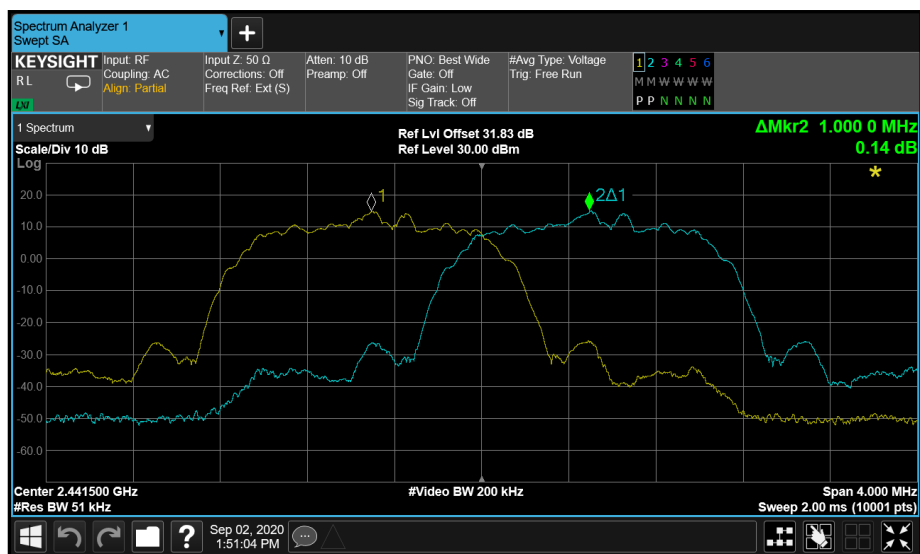 Spectrum Analyzer 1
Swept SA
+
KEYSIGHT
R L
LXI
Input: RF
Coupling: AC
Align: Partial
Input Z: 50 Ω
Corrections: Off
Freq Ref: Ext (S)
Atten: 10 dB
Preamp: Off
PNO: Best Wide
Gate: Off
IF Gain: Low
Sig Track: Off
#Avg Type: Voltage
Trig: Free Run
1 2 3 4 5 6
M M W W W W
P P N N N N
1 Spectrum
Scale/Div 10 dB
Ref Lvl Offset 31.83 dB
Ref Level 30.00 dBm
ΔMkr2 1.000 0 MHz
0.14 dB
*
Log
20.0
10.0
0.00
-10.0
-20.0
-30.0
-40.0
-50.0
-60.0
1
2Δ1
Center 2.441500 GHz
#Res BW 51 kHz
#Video BW 200 kHz
Span 4.000 MHz
Sweep 2.00 ms (10001 pts)
?
Sep 02, 2020
1:51:04 PM